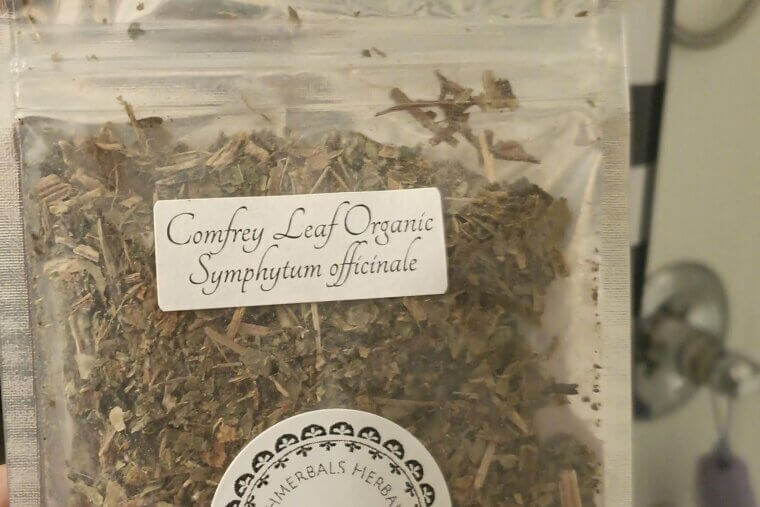 Comfrey Leaf Organic
Symphytum officinale